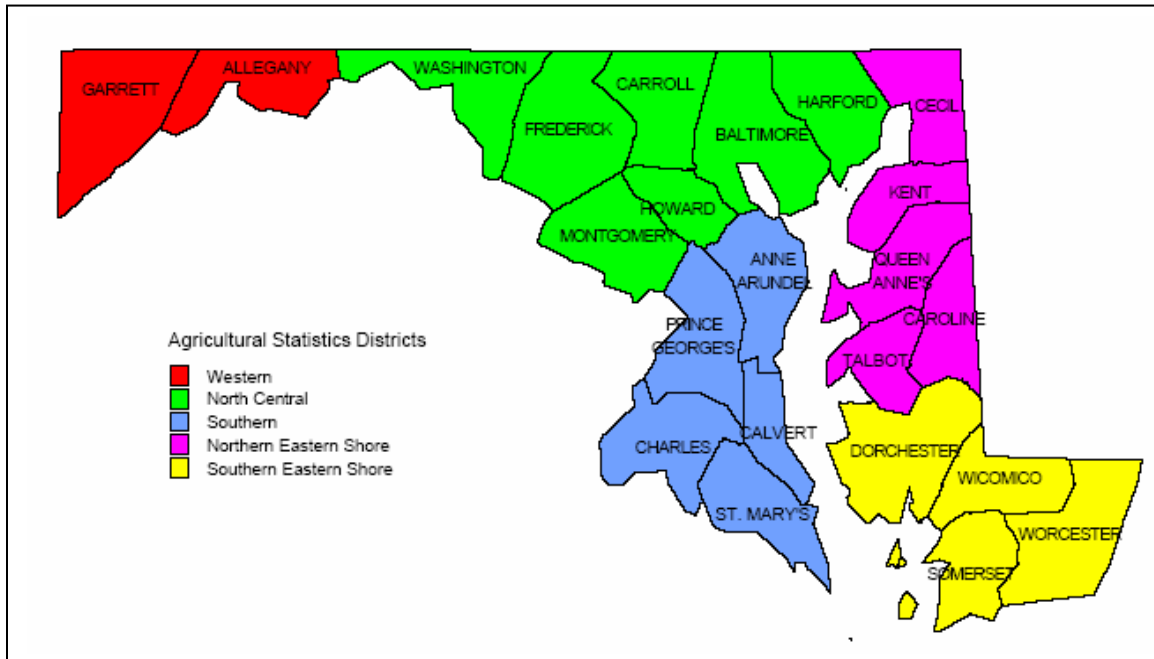 GARRETT
ALLEGANY
WASHINGTON
FREDERICK
CARROLL
BALTIMORE
HARFORD
CECIL
KENT
HOWARD
MONTGOMERY
ANNE
ARUNDEL
QUEEN
ANNE'S
CAROLINE
PRINCE
GEORGE'S
TALBOT
CHARLES
CALVERT
ST. MARY'S
DORCHESTER
WICOMICO
WORCESTER
SOMERSET
Agricultural Statistics Districts
Western
North Central
Southern
Northern Eastern Shore
Southern Eastern Shore